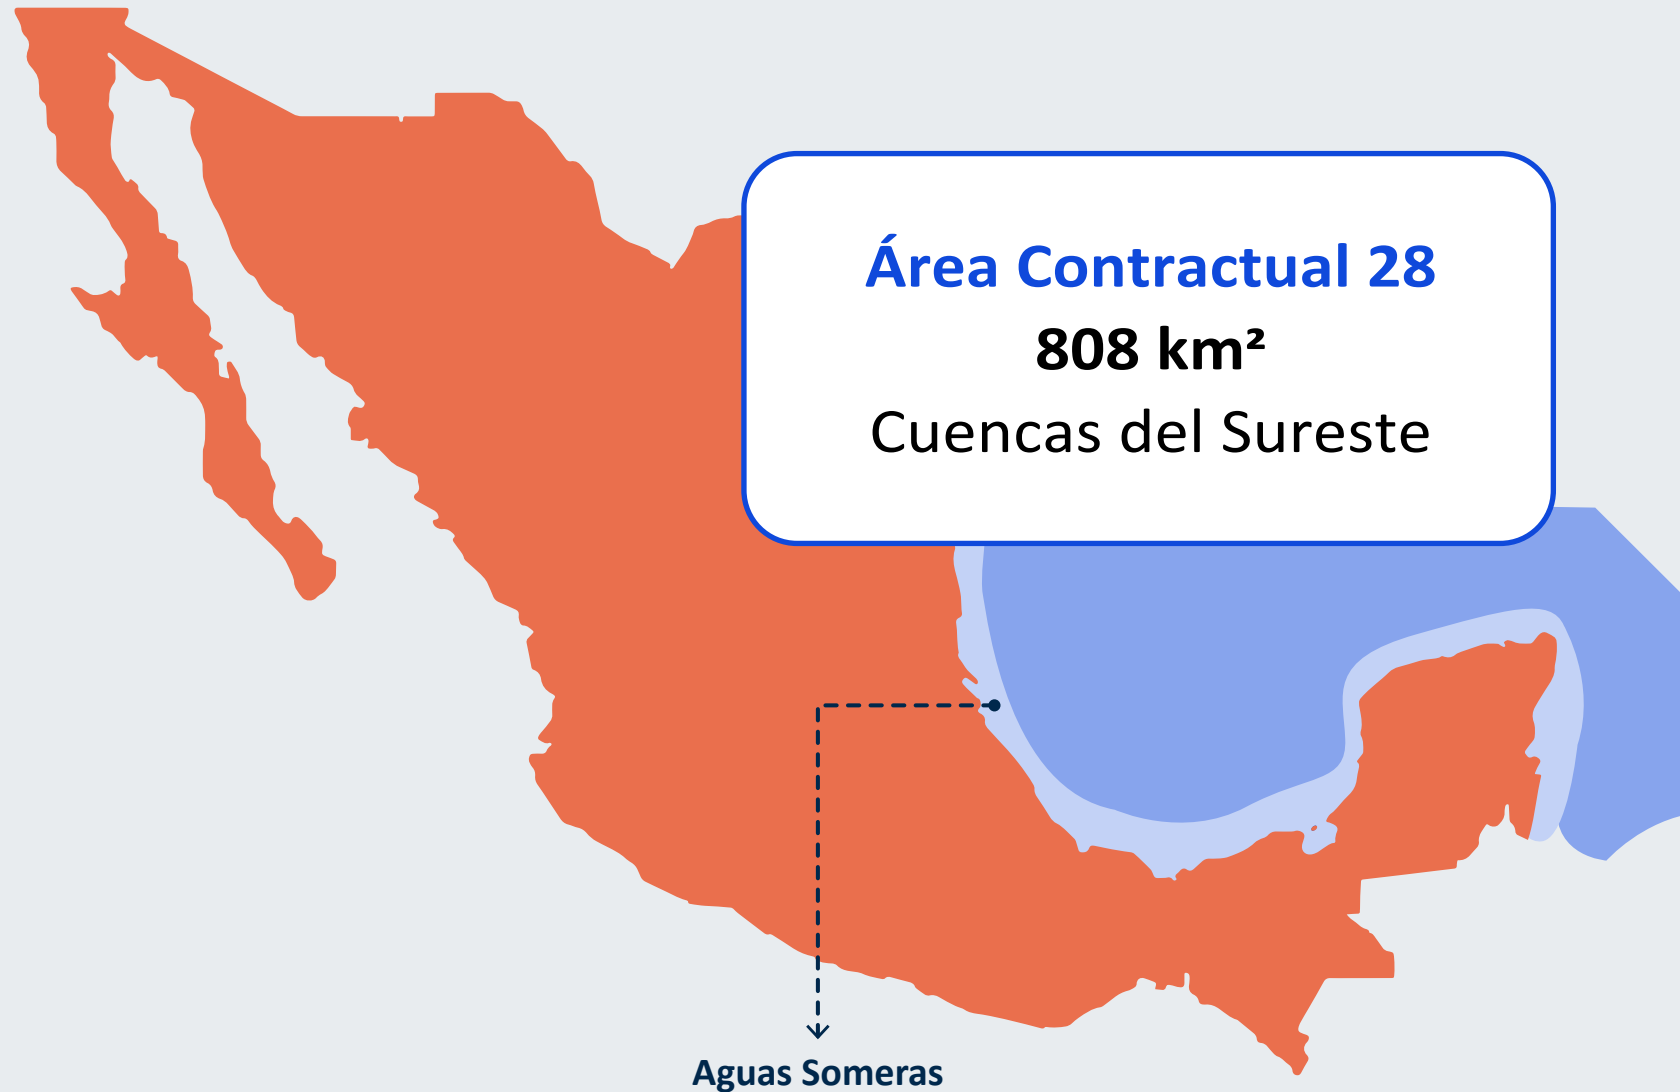 Área Contractual 28
808 km²
Cuencas del Sureste
Aguas Someras